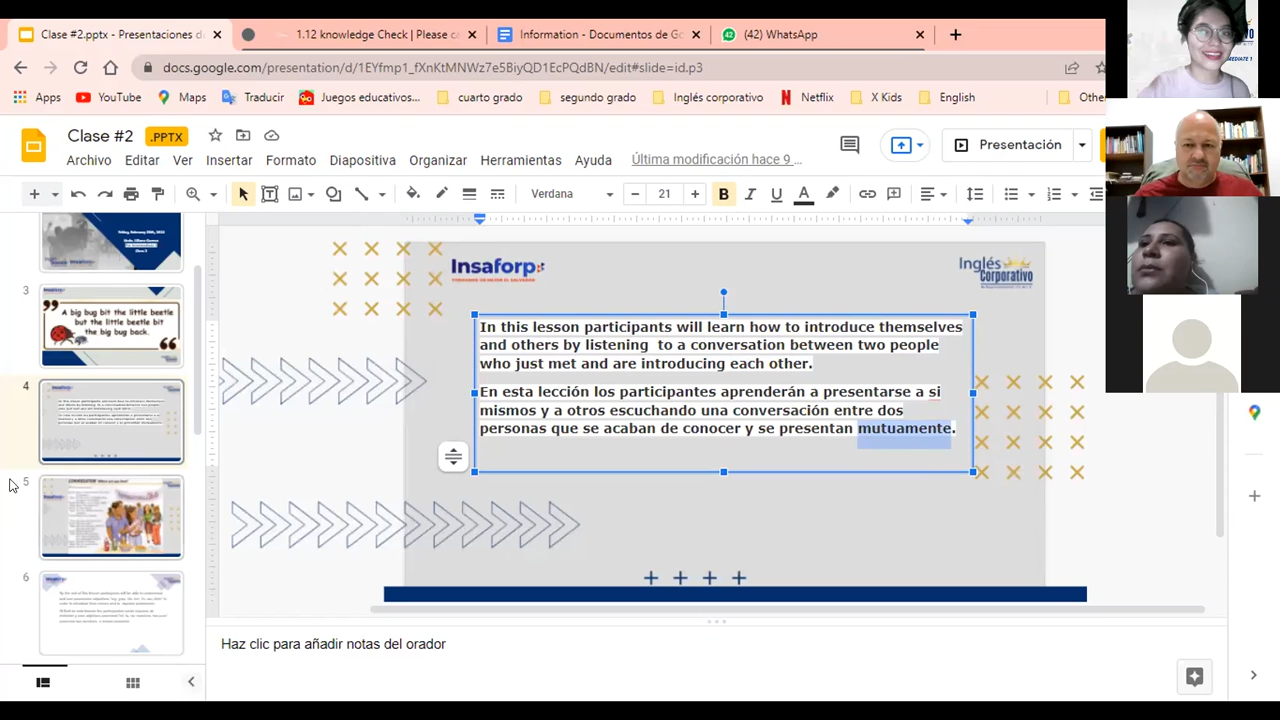 Clase #2.pptx - Presentaciones de
1.12 knowledge Check | Please c
Information - Documentos de Go
(42) WhatsApp
docs.google.com/presentation/d/1EYfmp1_fXnKtMNWz7e5BiyQzTEcPQdBN/edit#slide=id.p3
Apps
YouTube
Maps
Traducir
Juegos educativos...
cuarto grado
segundo grado
Inglés corporativo
Netflix
X Kids
English
Other
Clase #2
.PPTX
Presentación
Archivo
Editar
Ver
Insertar
Formato
Diapositiva
Organizar
Herramientas
Ayuda
Última modificación hace 9 ...
Verdana
21
3
A big bug bit the little beetle
but the little beetle bit
the big bug back.
4
5
6
Insaforp
Inglés
Corporativo
In this lesson participants will learn how to introduce themselves
and others by listening to a conversation between two people
who just met and are introducing each other.
En esta lección los participantes aprenderán a presentarse a si
mismos y a otros escuchando una conversación entre dos
personas que se acaban de conocer y se presentan mutuamente.
Haz clic para añadir notas del orador